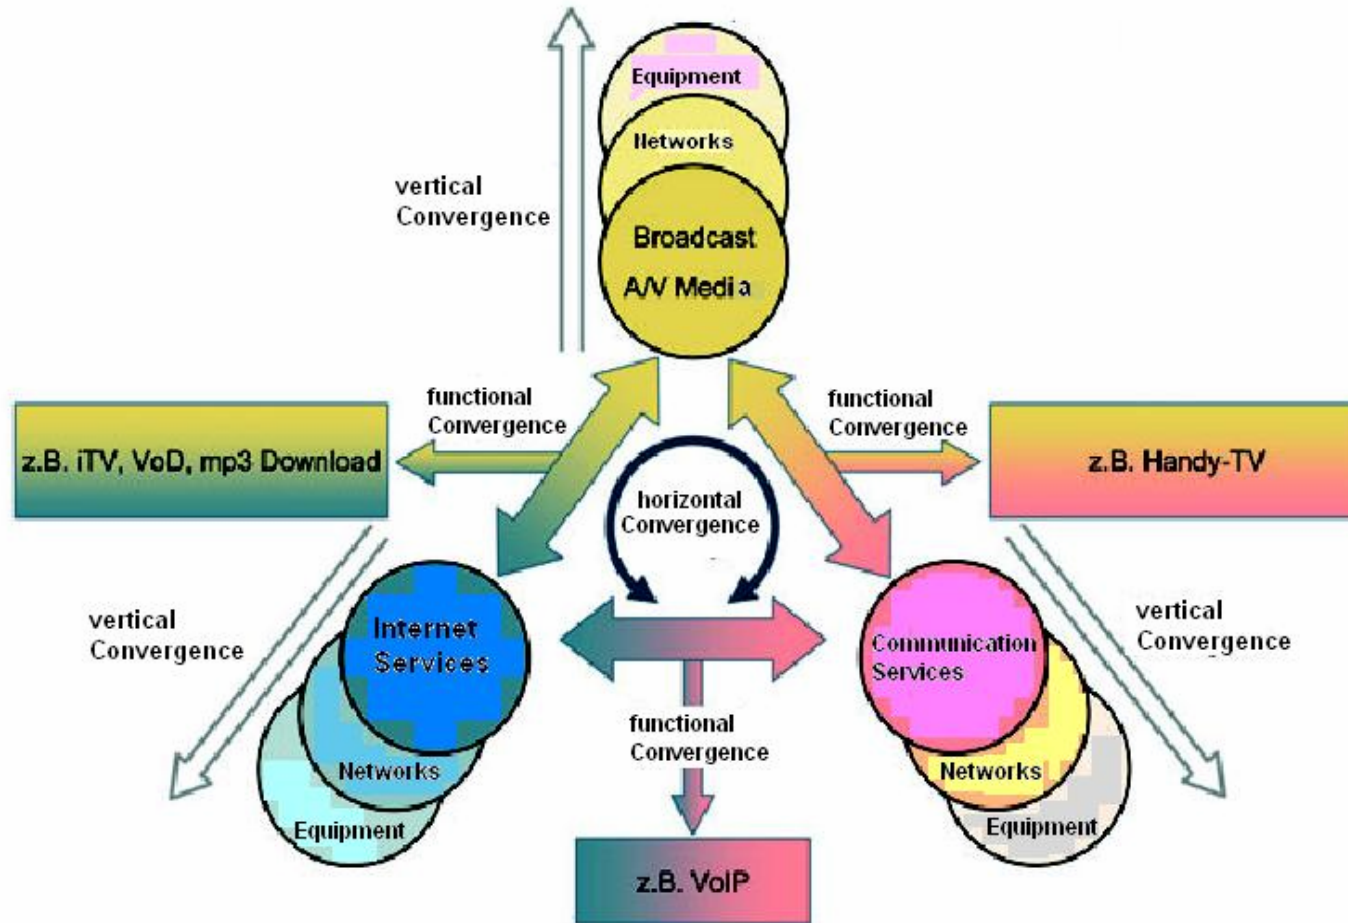 Equipment
Networks
vertical
Convergence
Broadcast
A/V Media
functional
Convergence
functional
Convergence
z.B. iTV, VoD, mp3 Download
z.B. Handy-TV
horizontal
Convergence
vertical
Convergence
Internet
Services
Communication
Services
vertical
Convergence
functional
Convergence
Networks
Networks
Equipment
Equipment
z.B. VoIP